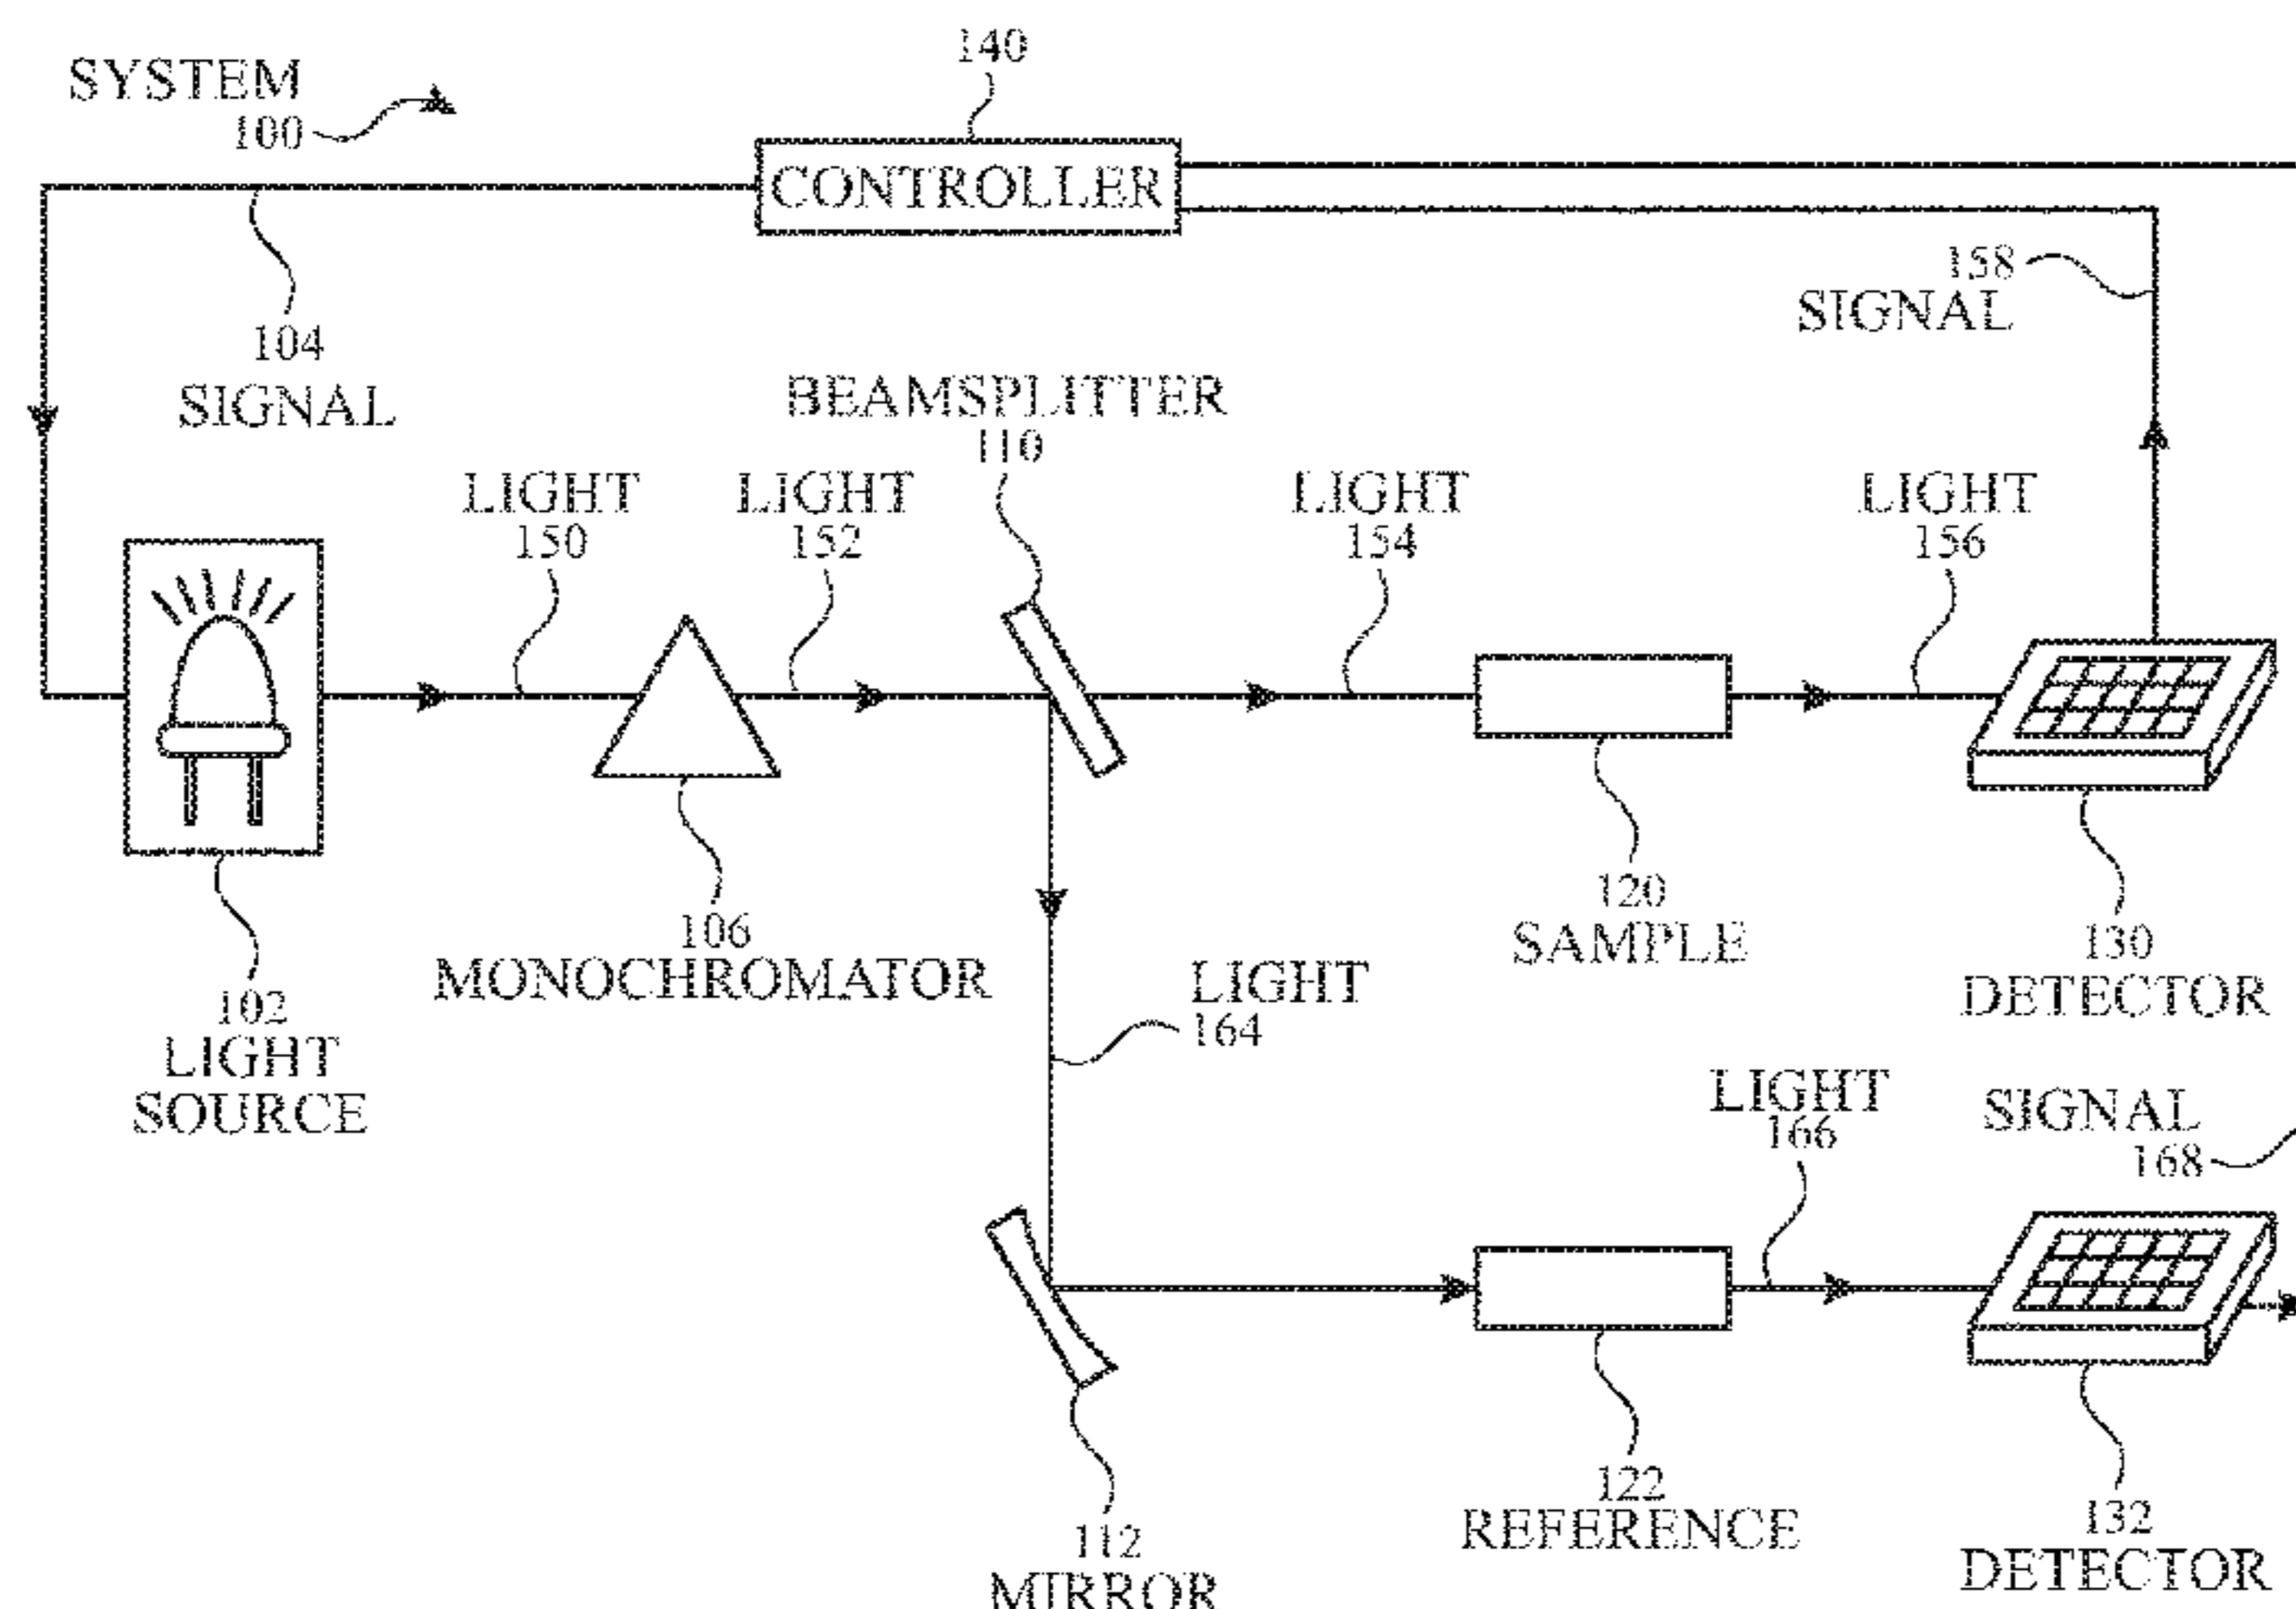 SYSTEM
100
140
CONTROLLER
104
SIGNAL
158
SIGNAL
BEAMSPLITTER
110
LIGHT
150
LIGHT
152
LIGHT
154
LIGHT
156
102
LIGHT
SOURCE
106
MONOCHROMATOR
120
SAMPLE
130
DETECTOR
LIGHT
164
LIGHT
166
SIGNAL
168
112
MIRROR
122
REFERENCE
132
DETECTOR